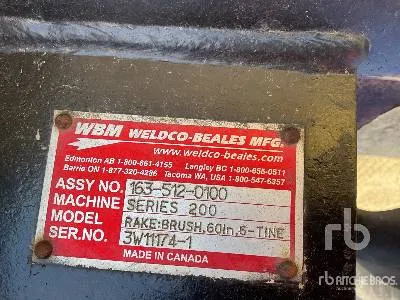 WBM WELDCO-BEALES MFG.
www.weldco-beales.com
Edmonton AB 1-800-661-4155 Langley BC 1-800-656-0511
Barrie ON 1-877-320-4286 Tacoma WA, USA 1-800-547-6357
ASSY NO. 163-512-0100
MACHINE SERIES 200
MODEL RAKE:BRUSH,60in,6-TINE
SER.NO. 3W11174-1
MADE IN CANADA
rb
RITCHIE BROS.